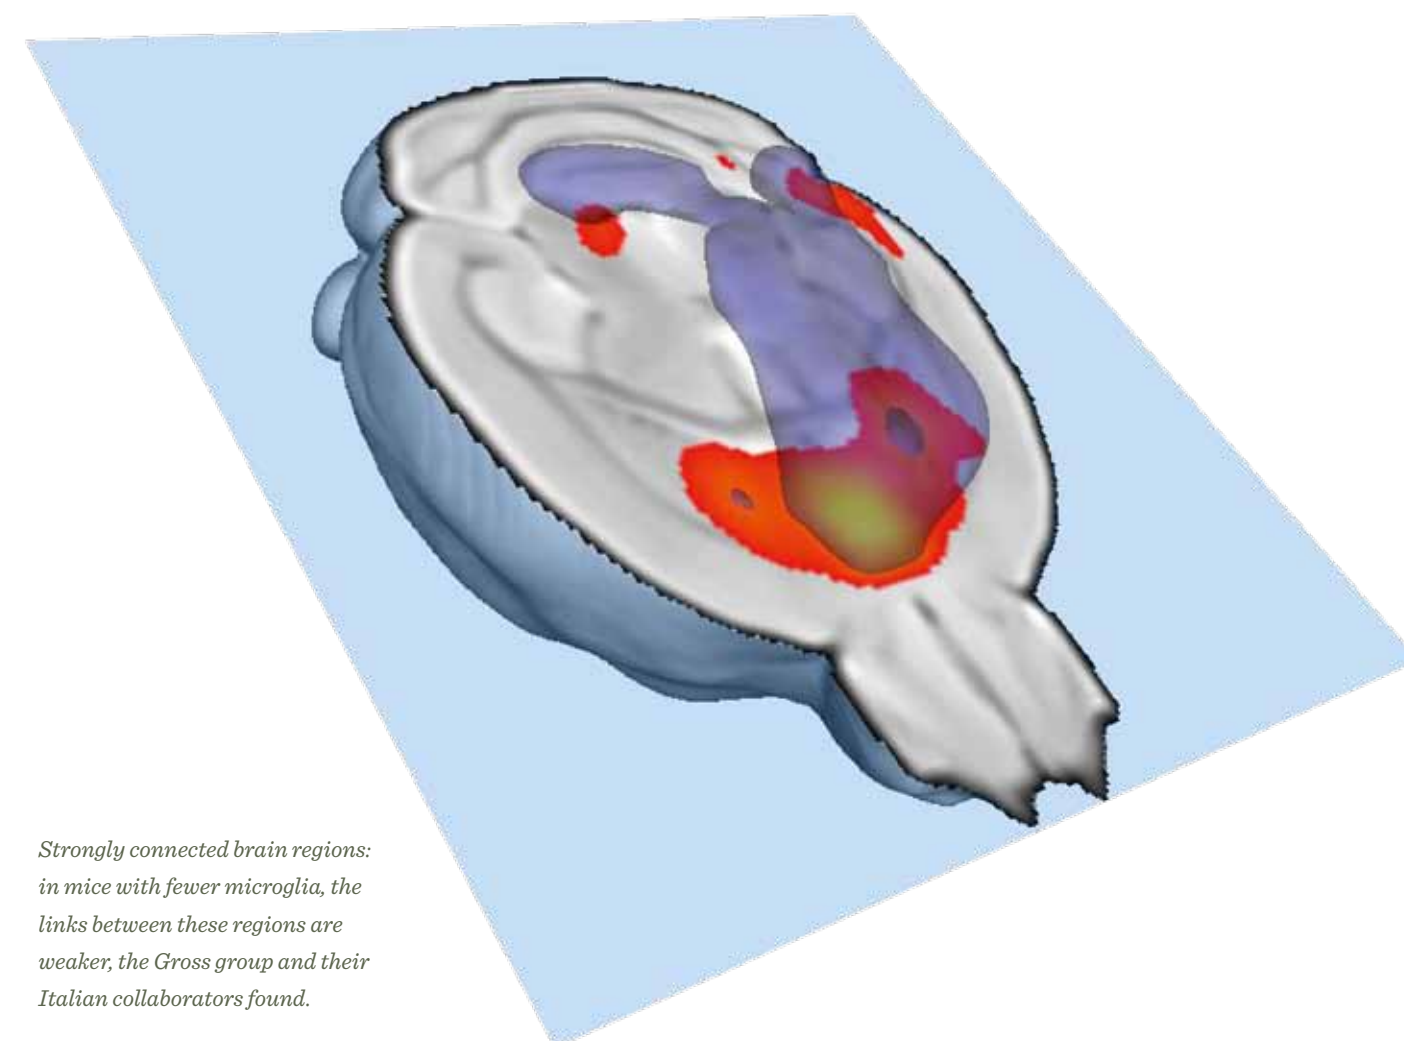 Strongly connected brain regions:
in mice with fewer microglia, the
links between these regions are
weaker, the Gross group and their
Italian collaborators found.